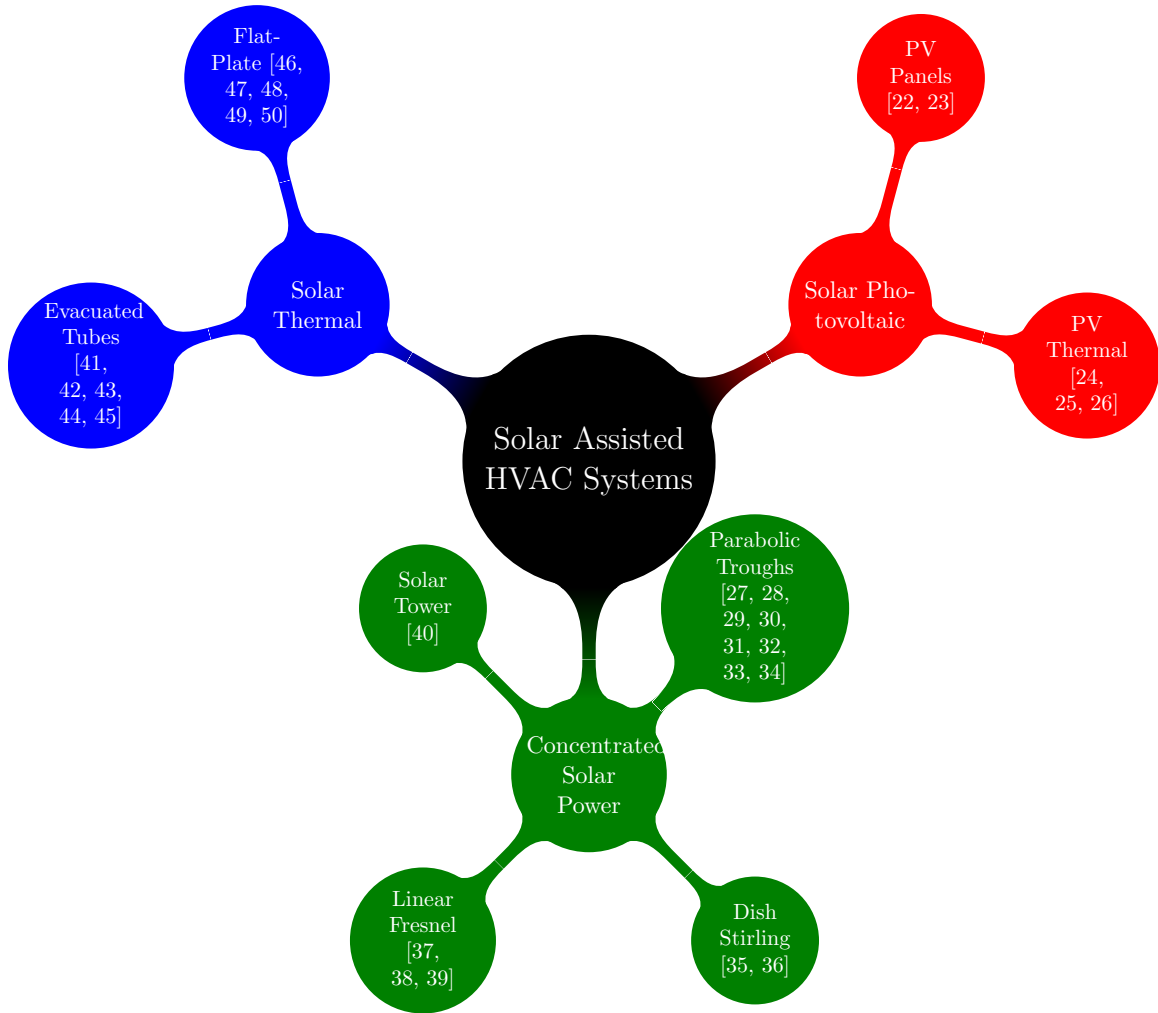 Flat-
Plate [46,
47, 48,
49, 50]
PV
Panels
[22, 23]
Solar
Thermal
Solar Pho-
tovoltaic
Evacuated
Tubes
[41,
42, 43,
44, 45]
PV
Thermal
[24,
25, 26]
Solar Assisted
HVAC Systems
Solar
Tower
[40]
Parabolic
Troughs
[27, 28,
29, 30,
31, 32,
33, 34]
Concentrated
Solar
Power
Linear
Fresnel
[37,
38, 39]
Dish
Stirling
[35, 36]